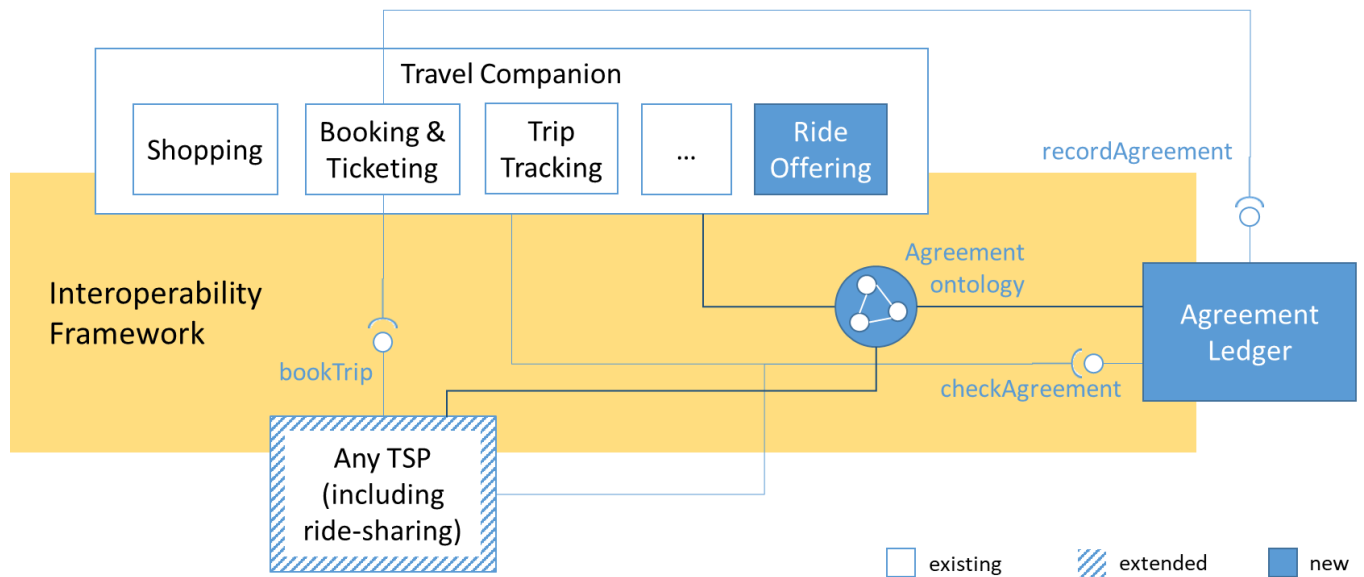 Travel Companion
Shopping
Booking &
Ticketing
Trip
Tracking
...
Ride
Offering
recordAgreement
Interoperability
Framework
Agreement
ontology
Agreement
Ledger
bookTrip
checkAgreement
Any TSP
(including
ride-sharing)
existing
extended
new